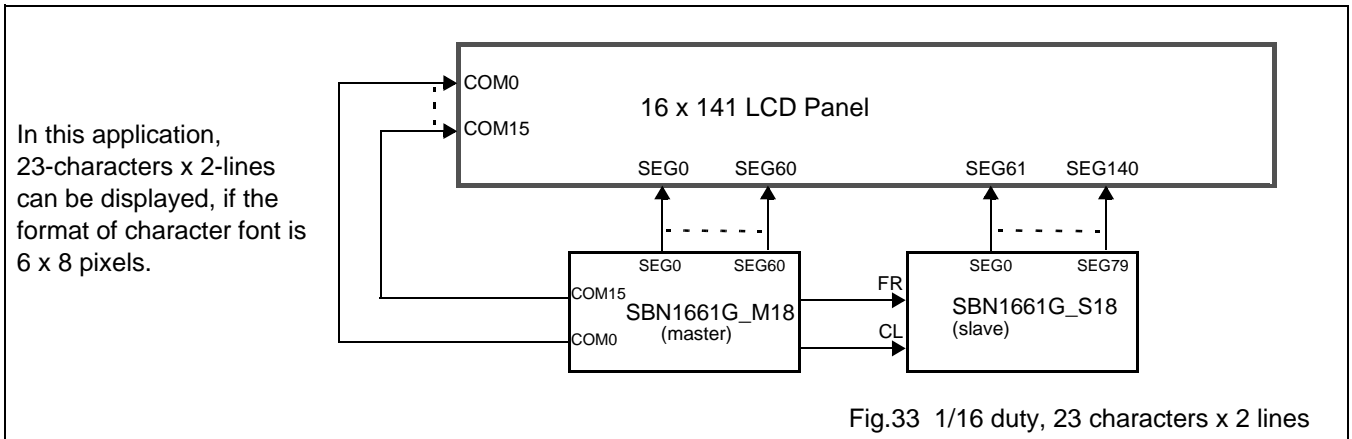 In this application,
23-characters x 2-lines
can be displayed, if the
format of character font is
6 x 8 pixels.
COM0
COM15
16 x 141 LCD Panel
SEG0 SEG60 SEG61 SEG140
SEG0 SEG60
COM15
SBN1661G_M18
(master)
COM0
FR
CL
SEG0 SEG79
SBN1661G_S18
(slave)
Fig.33 1/16 duty, 23 characters x 2 lines